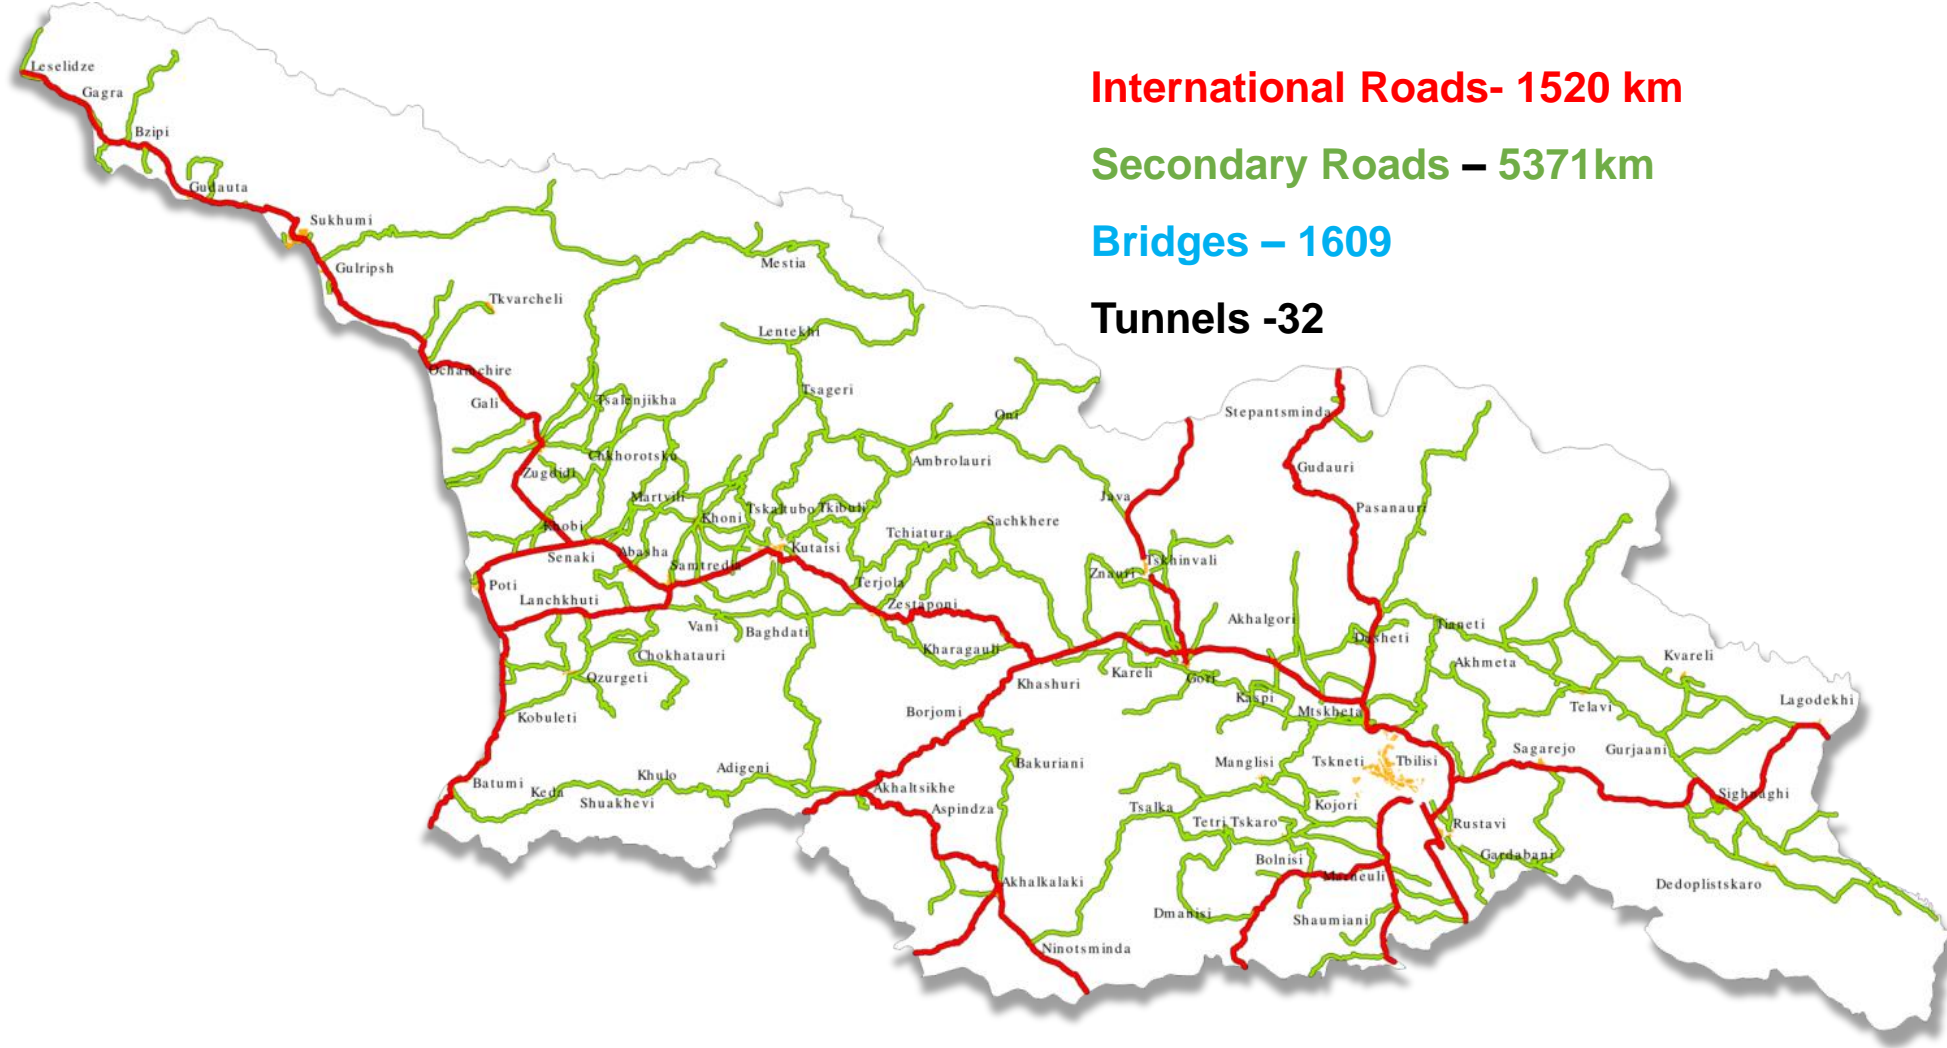 International Roads- 1520 km
Secondary Roads – 5371km
Bridges – 1609
Tunnels -32
Leselidze
Gagra
Bzipi
Gudauta
Sukhumi
Gulripsh
Mestia
Tkvarcheli
Lentekhi
Ochamchire
Tsageri
Gali
Tsalenjikha
Oni
Stepantsminda
Chkhorotsku
Ambrolauri
Gudauri
Zugdidi
Martvili
Java
Khoni
Tskaltubo
Tkibuli
Pasanauri
Khobi
Sachkhere
Tchiatura
Senaki
Abasha
Kutaisi
Samtredia
Tskhinvali
Znauri
Poti
Terjola
Lanchkhuti
Zestaponi
Akhalgori
Vani
Baghdati
Dusheti
Tianeti
Kharagauli
Chokhatauri
Akhmeta
Kvareli
Ozurgeti
Khashuri
Kareli
Gori
Kaspi
Lagodekhi
Kobuleti
Borjomi
Mtskheta
Telavi
Sagarejo
Gurjaani
Bakuriani
Manglisi
Tskneti
Tbilisi
Adigeni
Khulo
Batumi
Keda
Shuakhevi
Akhaltsikhe
Aspindza
Tsalka
Kojori
Sighnaghi
Tetri Tskaro
Rustavi
Bolnisi
Gardabani
Marneuli
Akhalkalaki
Dedoplistskaro
Dmanisi
Shaumiani
Ninotsminda